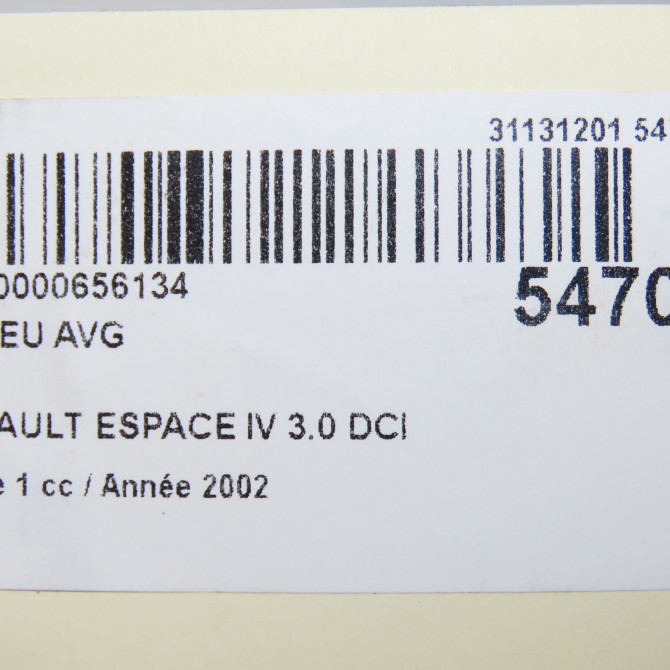 31131201 54
0000656134
5470
EU AVG
AULT ESPACE IV 3.0 DCI
e 1 cc / Année 2002